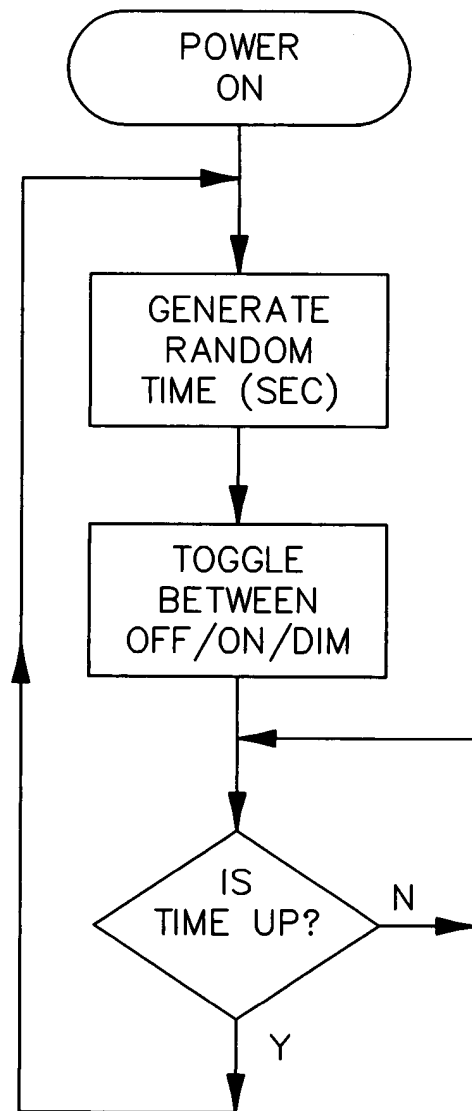 POWER
ON
GENERATE
RANDOM
TIME (SEC)
TOGGLE
BETWEEN
OFF/ON/DIM
IS
TIME UP?
N
Y